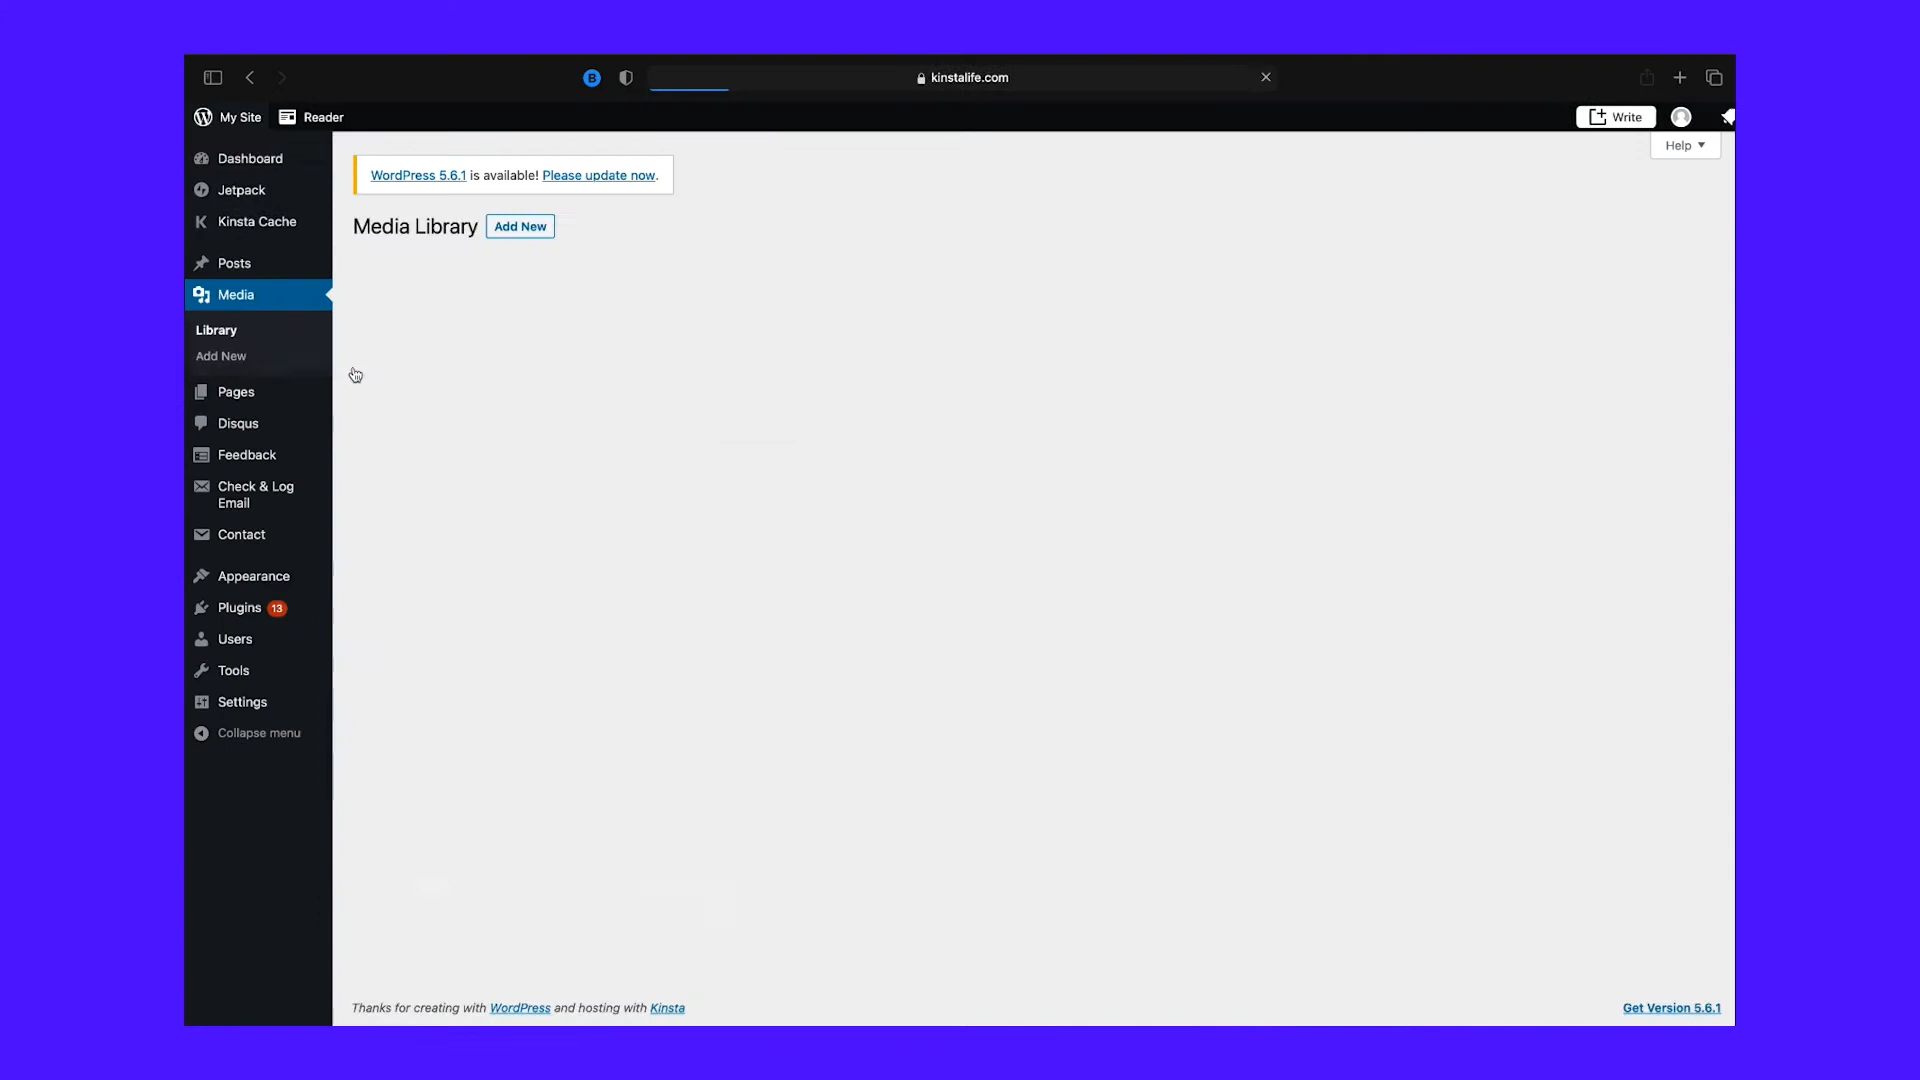 B
kinstalife.com
My Site
Reader
Write
Help
Dashboard
Jetpack
Kinsta Cache
Posts
Media
Library
Add New
Pages
Disqus
Feedback
Check & Log
Email
Contact
Appearance
Plugins 13
Users
Tools
Settings
Collapse menu
WordPress 5.6.1 is available! Please update now.
Media Library Add New
Thanks for creating with WordPress and hosting with Kinsta
Get Version 5.6.1